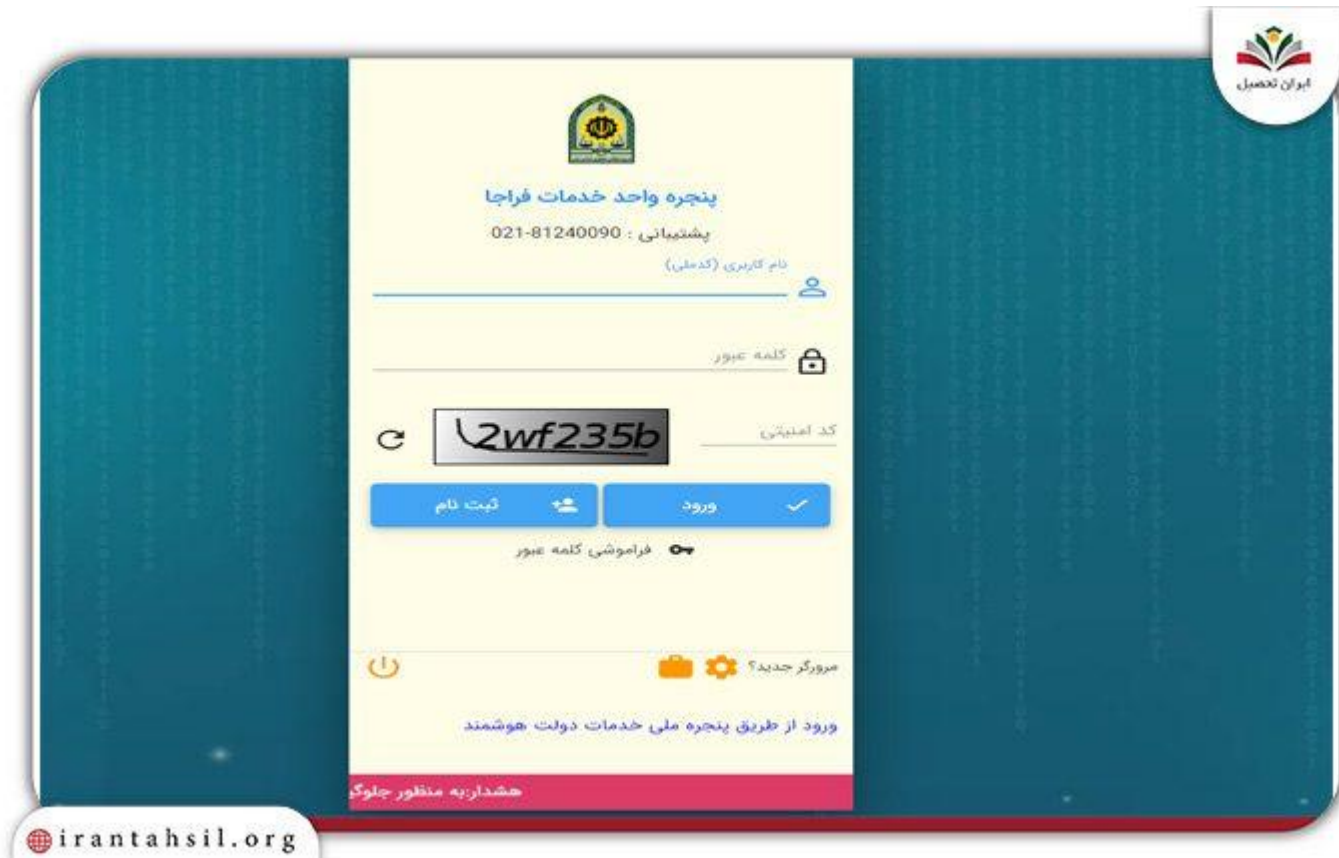 ایران تحصیل
پنجره واحد خدمات فراجا
پشتیبانی : 81240090-021
نام کاربری (کدملی)
کلمه عبور
کد امنیتی
2wf235b
ورود
ثبت نام
فراموشی کلمه عبور
مرورگر جدید؟
ورود از طریق پنجره ملی خدمات دولت هوشمند
هشدار:به منظور جلوگی
irantahsil.org